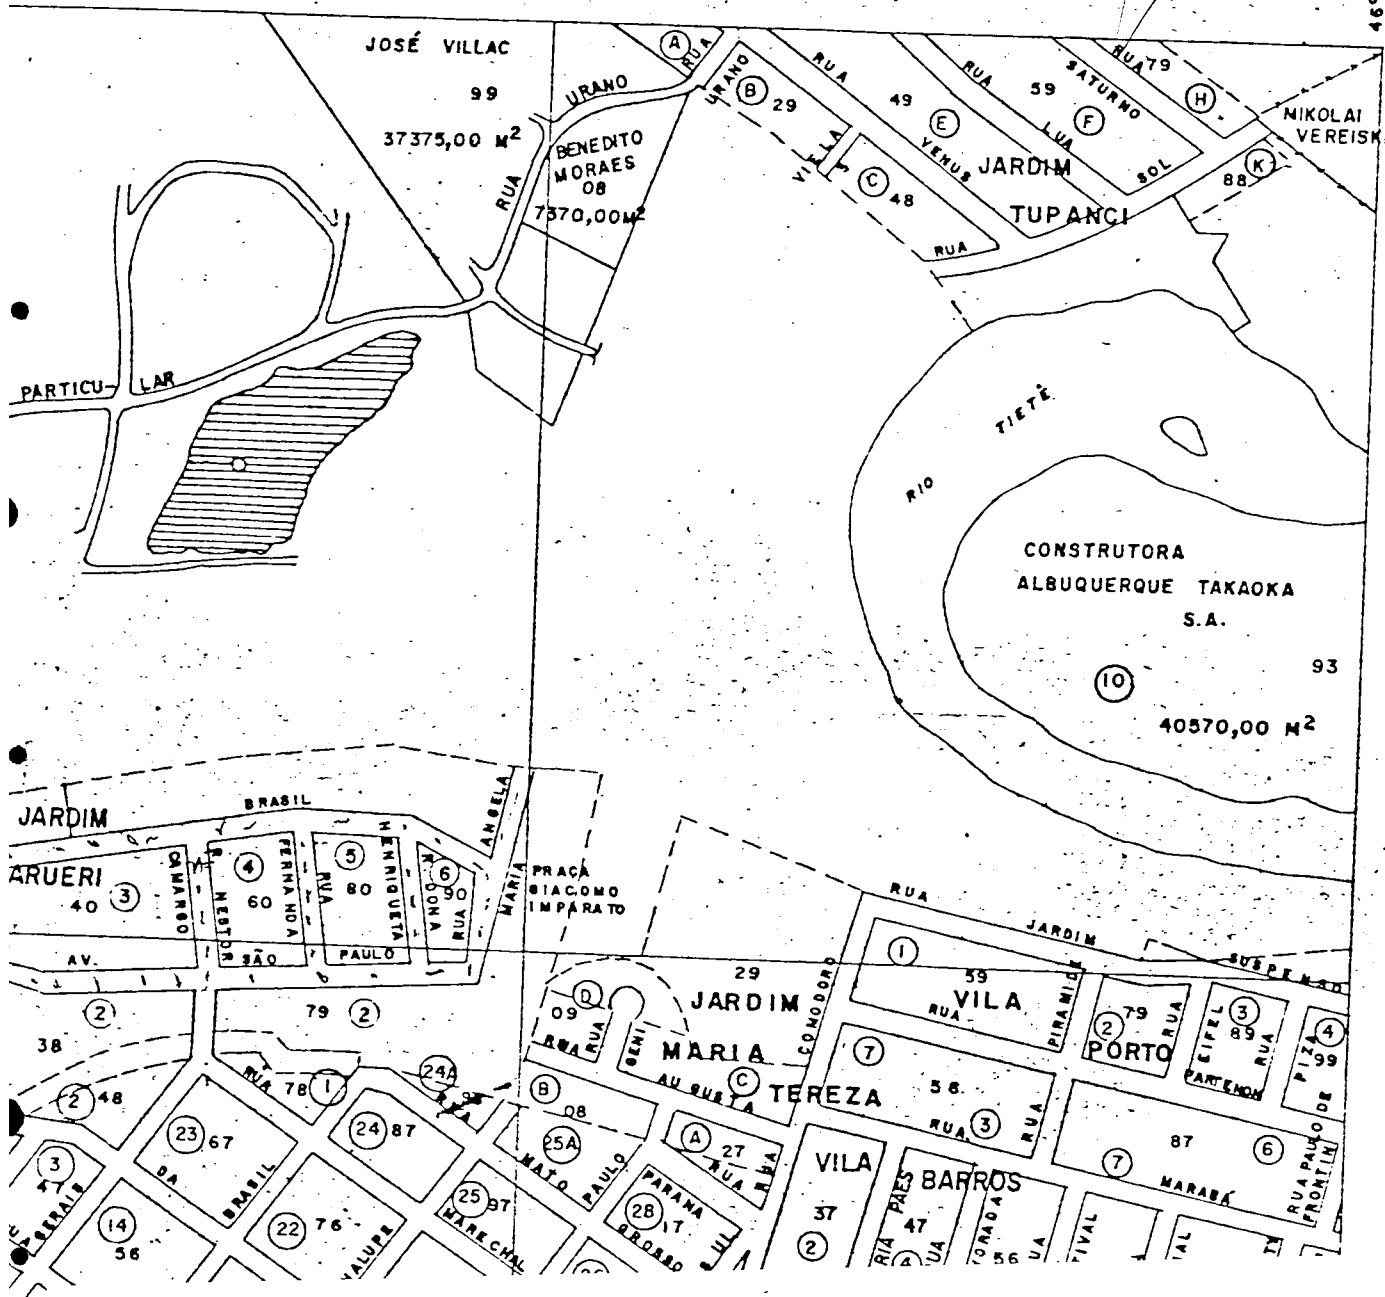 46º
JOSÉ VILLAC
99
37375,00 M²
RUA URANO
BENEDITO
MORAES
08
7370,00M²
A
RUA
URANO
B
29
VIELA
5
C
48
RUA
RUA
VENUS
49
E
RUA
LUA
59
F
SATURNO
RUA
79
H
SOL
JARDIM
TUPANCI
88
K
NIKOLAI
VEREISK
PARTICU-LAR
RIO TIETÊ
CONSTRUTORA
ALBUQUERQUE TAKAOKA
S.A.
93
10
40570,00 M²
JARDIM
ARUERI
BRASIL
3
40
CAMARGO
R. NESTOR
4
60
FERNANDA
RUA
5
80
HENRIQUETA
R. DONA
6
90
RUA
MARIA ANGELA
PRAÇA
GIACOMO
IMPARATO
AV. SÃO PAULO
2
38
79
2
2
48
RUA
78
1
24A
RUA
3
GERAIS
23
67
DA
BRASIL
24
87
14
56
22
76
25
97
MARECHAL
25A
MATO
GROSSO
PAULO
B
08
D
09
RUA
RUA
BENI
AUGUSTA
29
JARDIM
MARIA
TEREZA
C
A
27
RUA
RUA
PARANA
28
COMODORO
RUA JARDIM SUSPENSO
1
59
RUA
VILA
PORTO
PIRAMIDE
2
79
RUA
EIFEL
3
89
RUA
PARTENON
PIZA
4
99
7
56
RUA
3
RUA
87
7
6
MARABÁ
RUA PAULO DE
FRONTIN
VILA
BARROS
37
2
PAES
47
RUA
56